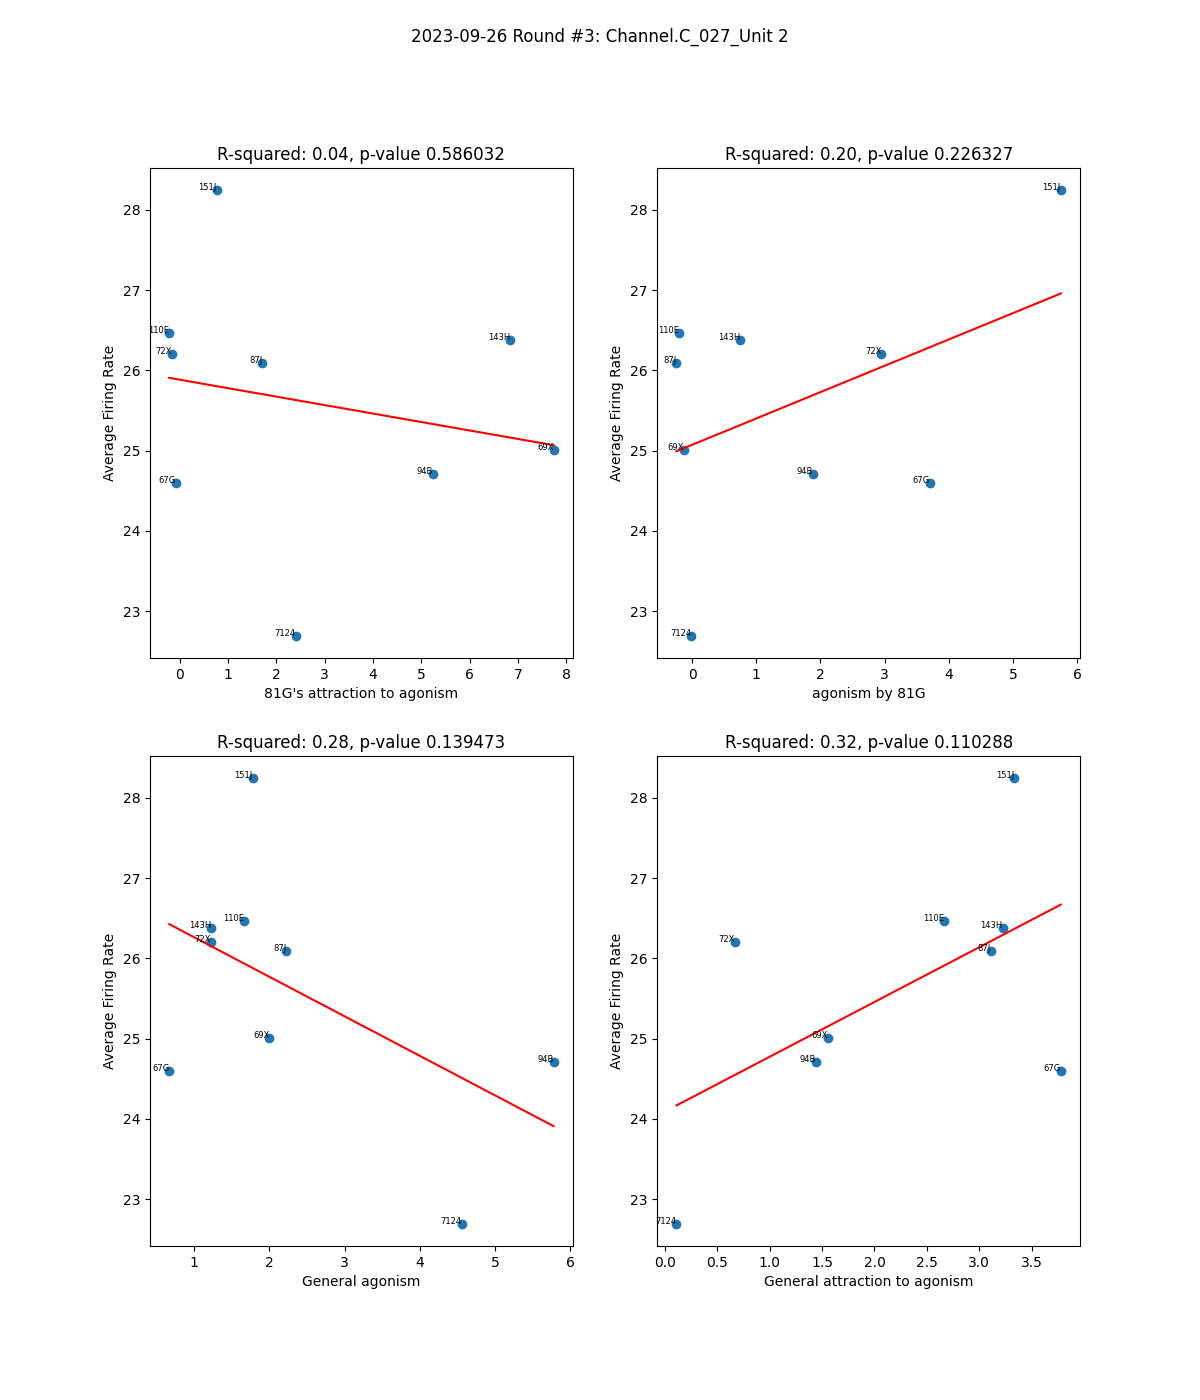 2023-09-26 Round #3: Channel.C_027_Unit 2
R-squared: 0.04, p-value 0.586032
28
27
26
25
24
23
Average Firing Rate
151J
110E
72X
87J
143H
69X
94B
67G
7124
0 1 2 3 4 5 6 7 8
81G's attraction to agonism
R-squared: 0.20, p-value 0.226327
28
27
26
25
24
23
Average Firing Rate
151J
110E
143H
72X
87J
69X
94B
67G
7124
0 1 2 3 4 5 6
agonism by 81G
R-squared: 0.28, p-value 0.139473
28
27
26
25
24
23
Average Firing Rate
151J
110E
143H
72X
87J
69X
94B
67G
7124
1 2 3 4 5 6
General agonism
R-squared: 0.32, p-value 0.110288
28
27
26
25
24
23
Average Firing Rate
151J
110E
143H
72X
87J
69X
94B
67G
7124
0.0 0.5 1.0 1.5 2.0 2.5 3.0 3.5
General attraction to agonism